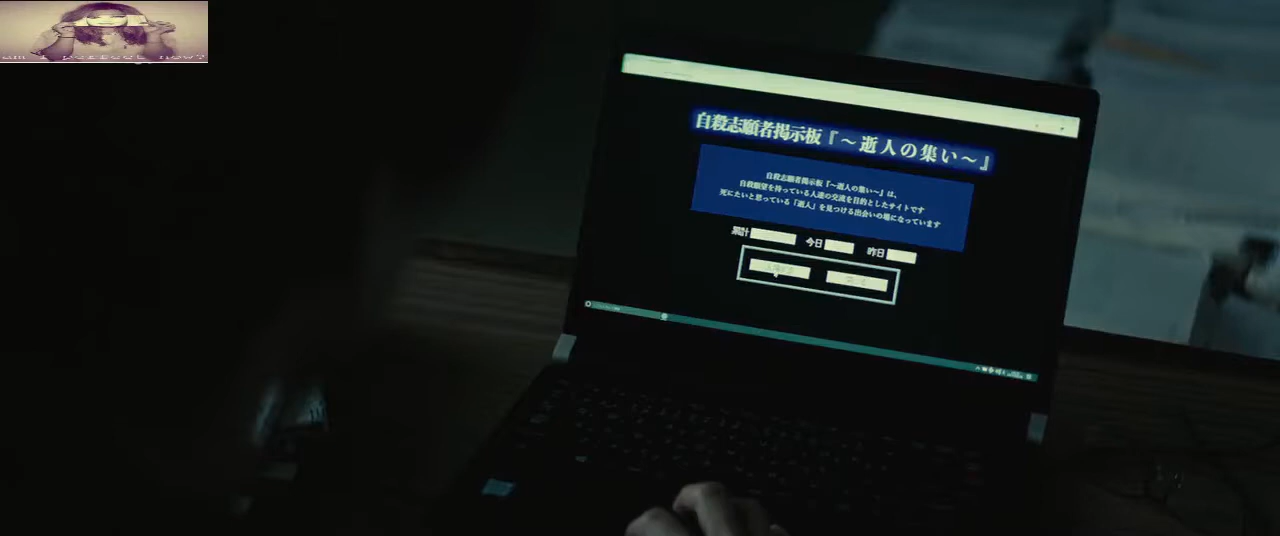 自殺志願者掲示板『～逝人の集い～』
自殺志願者掲示板『～逝人の集い～』は、
自殺願望を持っている人達の交流を目的としたサイトです
死にたいと思っている「逝人」を見つける出会いの場になっています
累計 今日 昨日